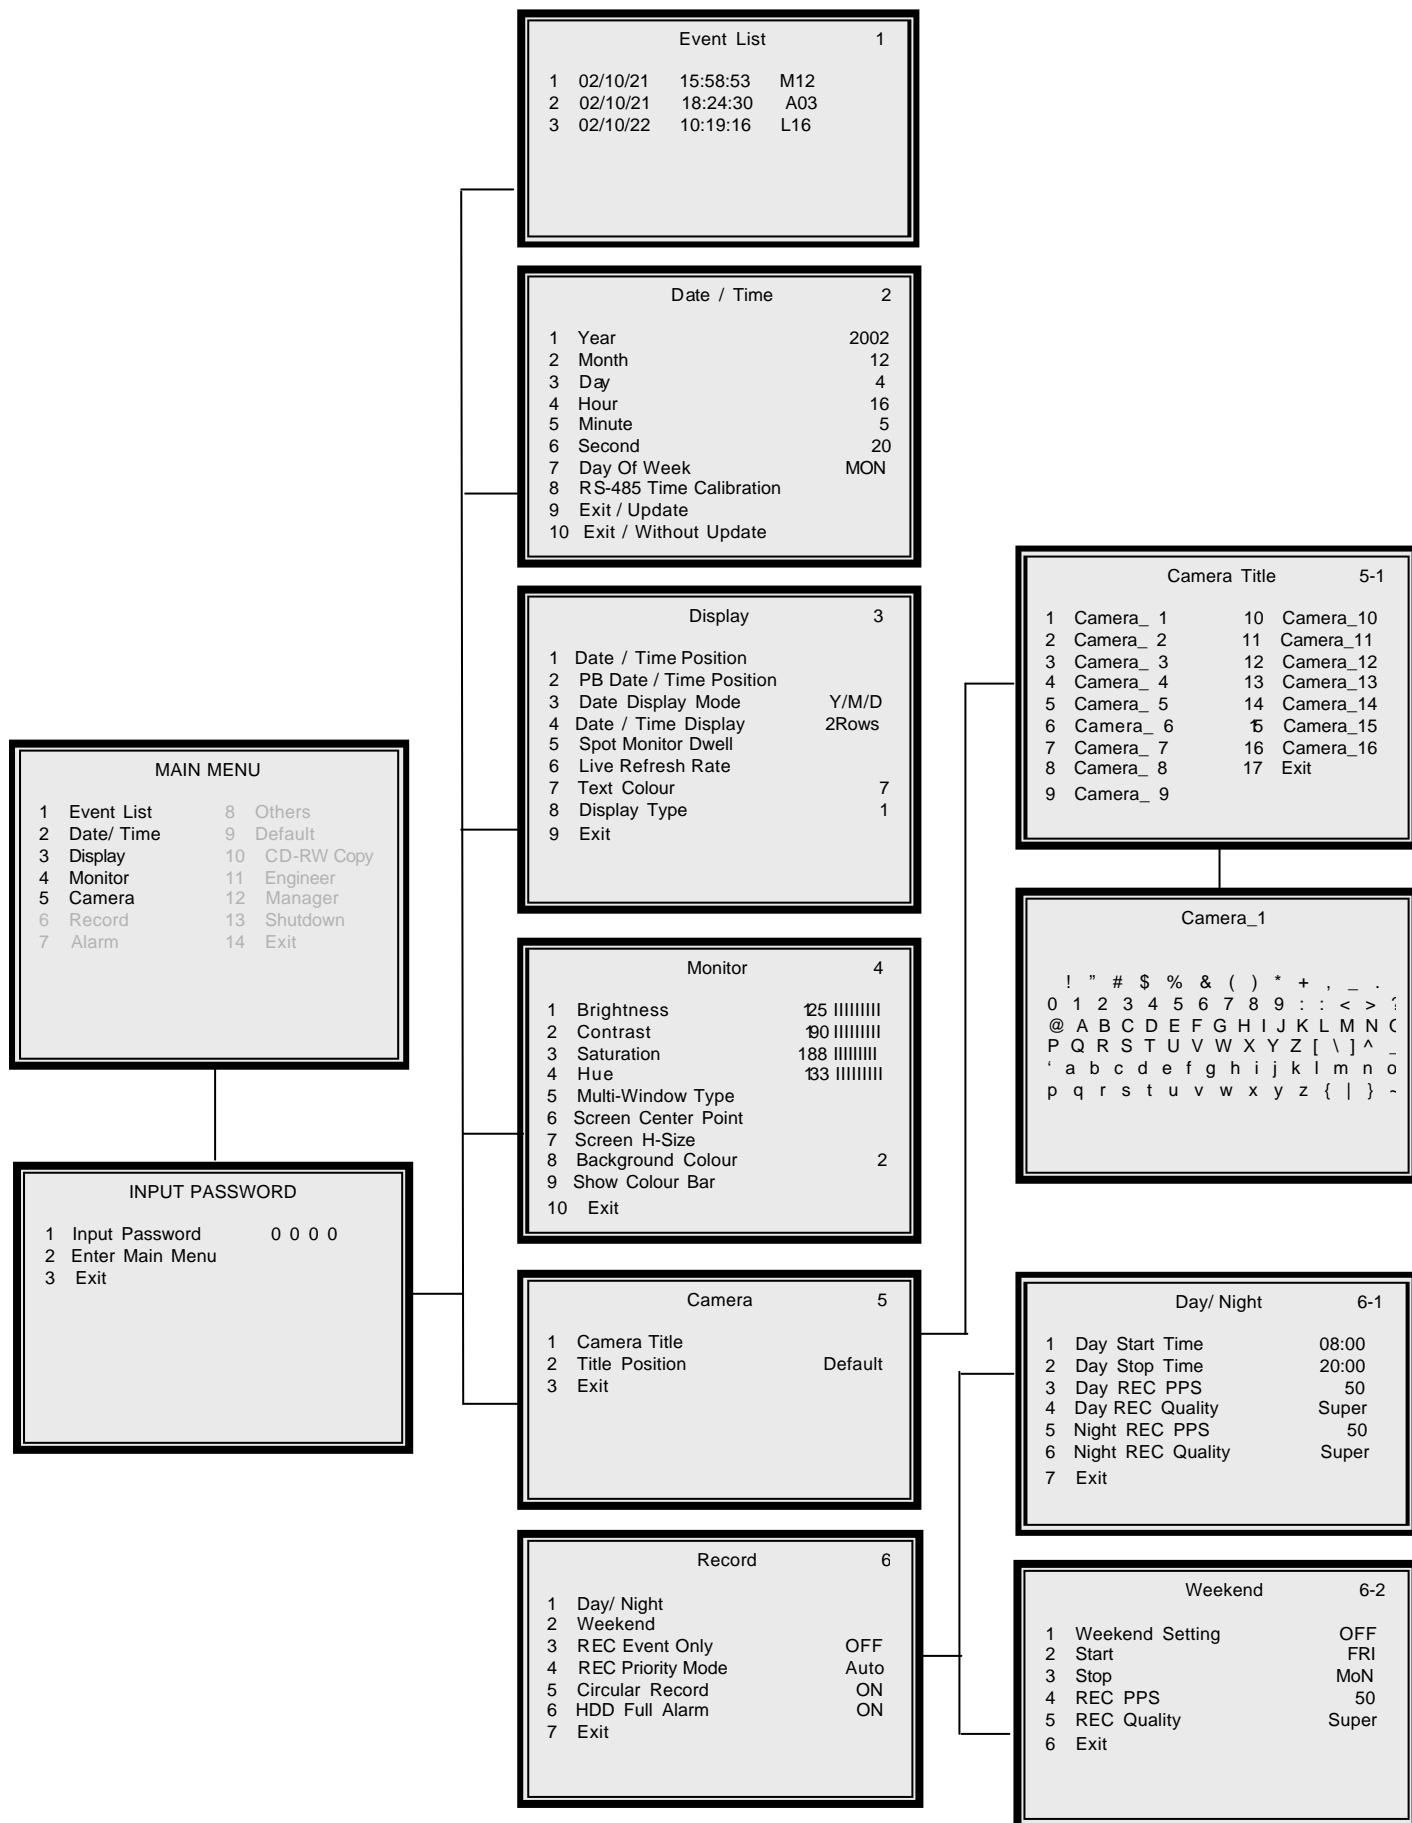 Event List 1
1 02/10/21 15:58:53 M12
2 02/10/21 18:24:30 A03
3 02/10/22 10:19:16 L16
Date / Time 2
1 Year 2002
2 Month 12
3 Day 4
4 Hour 16
5 Minute 5
6 Second 20
7 Day Of Week MON
8 RS-485 Time Calibration
9 Exit / Update
10 Exit / Without Update
Display 3
1 Date / Time Position
2 PB Date / Time Position
3 Date Display Mode Y/M/D
4 Date / Time Display 2Rows
5 Spot Monitor Dwell
6 Live Refresh Rate
7 Text Colour 7
8 Display Type 1
9 Exit
MAIN MENU
1 Event List 8 Others
2 Date/ Time 9 Default
3 Display 10 CD-RW Copy
4 Monitor 11 Engineer
5 Camera 12 Manager
6 Record 13 Shutdown
7 Alarm 14 Exit
INPUT PASSWORD
1 Input Password 0 0 0 0
2 Enter Main Menu
3 Exit
Monitor 4
1 Brightness 125 IIIIIIIII
2 Contrast 190 IIIIIIIII
3 Saturation 188 IIIIIIIII
4 Hue 133 IIIIIIIII
5 Multi-Window Type
6 Screen Center Point
7 Screen H-Size
8 Background Colour 2
9 Show Colour Bar
10 Exit
Camera 5
1 Camera Title
2 Title Position Default
3 Exit
Record 6
1 Day/ Night
2 Weekend
3 REC Event Only OFF
4 REC Priority Mode Auto
5 Circular Record ON
6 HDD Full Alarm ON
7 Exit
Camera Title 5-1
1 Camera_ 1 10 Camera_10
2 Camera_ 2 11 Camera_11
3 Camera_ 3 12 Camera_12
4 Camera_ 4 13 Camera_13
5 Camera_ 5 14 Camera_14
6 Camera_ 6 15 Camera_15
7 Camera_ 7 16 Camera_16
8 Camera_ 8 17 Exit
9 Camera_ 9
Camera_1
! ” # $ % & ( ) * + , _ .
0 1 2 3 4 5 6 7 8 9 : : < > ?
@ A B C D E F G H I J K L M N O
P Q R S T U V W X Y Z [ \ ] ^ _
‘ a b c d e f g h i j k l m n o
p q r s t u v w x y z { | } ~
Day/ Night 6-1
1 Day Start Time 08:00
2 Day Stop Time 20:00
3 Day REC PPS 50
4 Day REC Quality Super
5 Night REC PPS 50
6 Night REC Quality Super
7 Exit
Weekend 6-2
1 Weekend Setting OFF
2 Start FRI
3 Stop MoN
4 REC PPS 50
5 REC Quality Super
6 Exit